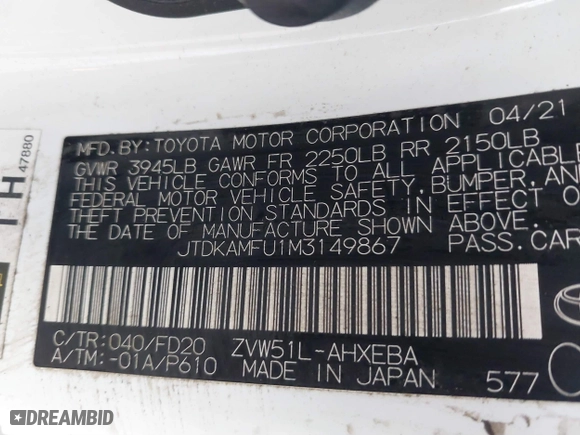 MFD. BY: TOYOTA MOTOR CORPORATION 04/21
GVWR 3945LB GAWR FR 2250LB RR 2150LB
THIS VEHICLE CONFORMS TO ALL APPLICABLE
FEDERAL MOTOR VEHICLE SAFETY, BUMPER, AND
THEFT PREVENTION STANDARDS IN EFFECT ON
THE DATE OF MANUFACTURE SHOWN ABOVE.
JTDKAMFU1M3149867 PASS. CAR
C/TR: 040/FD20 ZVW51L-AHXEBA
A/TM: -01A/P610 MADE IN JAPAN 577
47880
DREAMBID